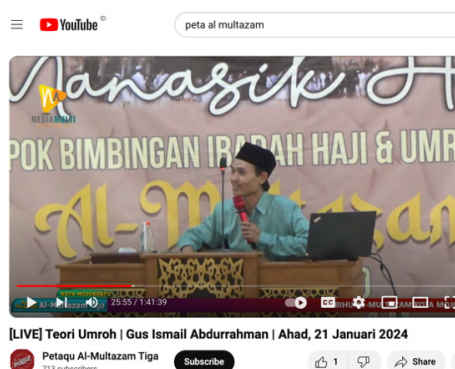 YouTube ID
peta al multazam
Manasik H
MEDIAMULTI
POK BIMBINGAN IBADAH HAJI & UMR
Al-Multazam
KOTA MOJOKERTO
25:55 / 1:41:39
[LIVE] Teori Umroh | Gus Ismail Abdurrahman | Ahad, 21 Januari 2024
Petaqu Al-Multazam Tiga
Subscribe
1
Share
713 subscribers